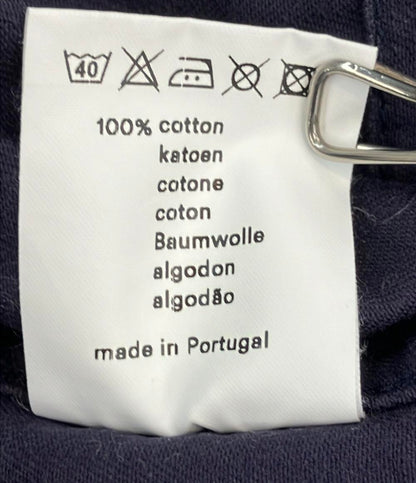 40
100% cotton
katoen
cotone
coton
Baumwolle
algodon
algodão
made in Portugal